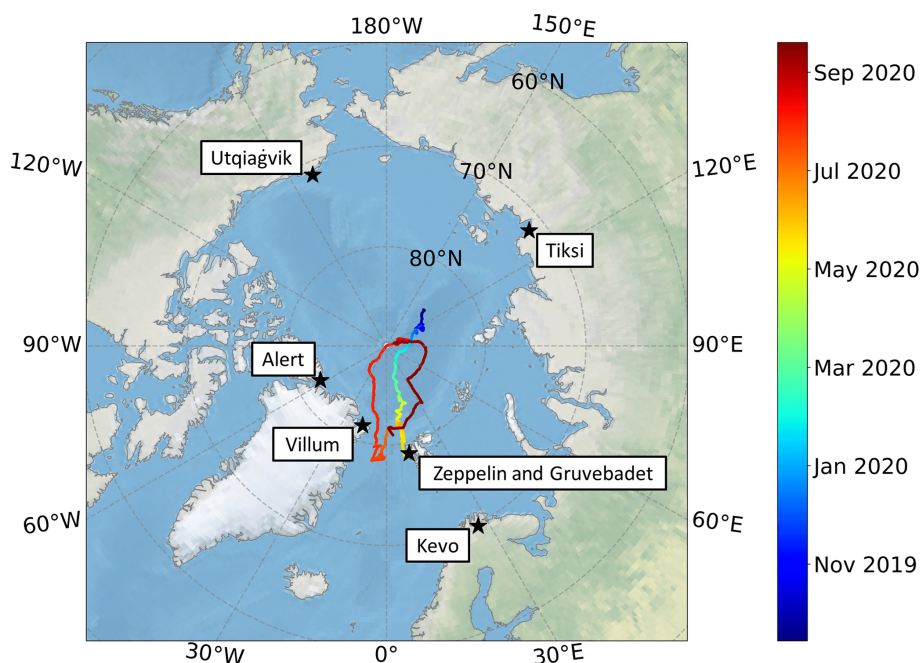 180°W
150°E
60°N
Sep 2020
Utqiaġvik
120°W
70°N
120°E
Jul 2020
Tiksi
80°N
May 2020
90°W
Alert
90°E
Mar 2020
Villum
Zeppelin and Gruvebadet
Jan 2020
60°W
Kevo
60°E
Nov 2019
30°W
0°
30°E